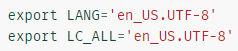 export LANG='en_US.UTF-8'
export LC_ALL='en_US.UTF-8'